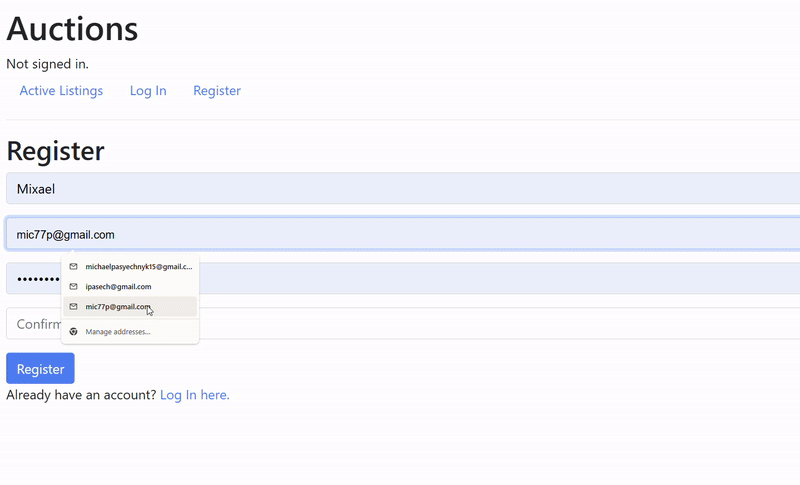 Auctions
Not signed in.
Active Listings Log In Register
Register
Mixael
mic77p@gmail.com
michaelpasyechnyk15@gmail.c...
ipasech@gmail.com
••••••••
mic77p@gmail.com
Confirm
Manage addresses...
Register
Already have an account? Log In here.